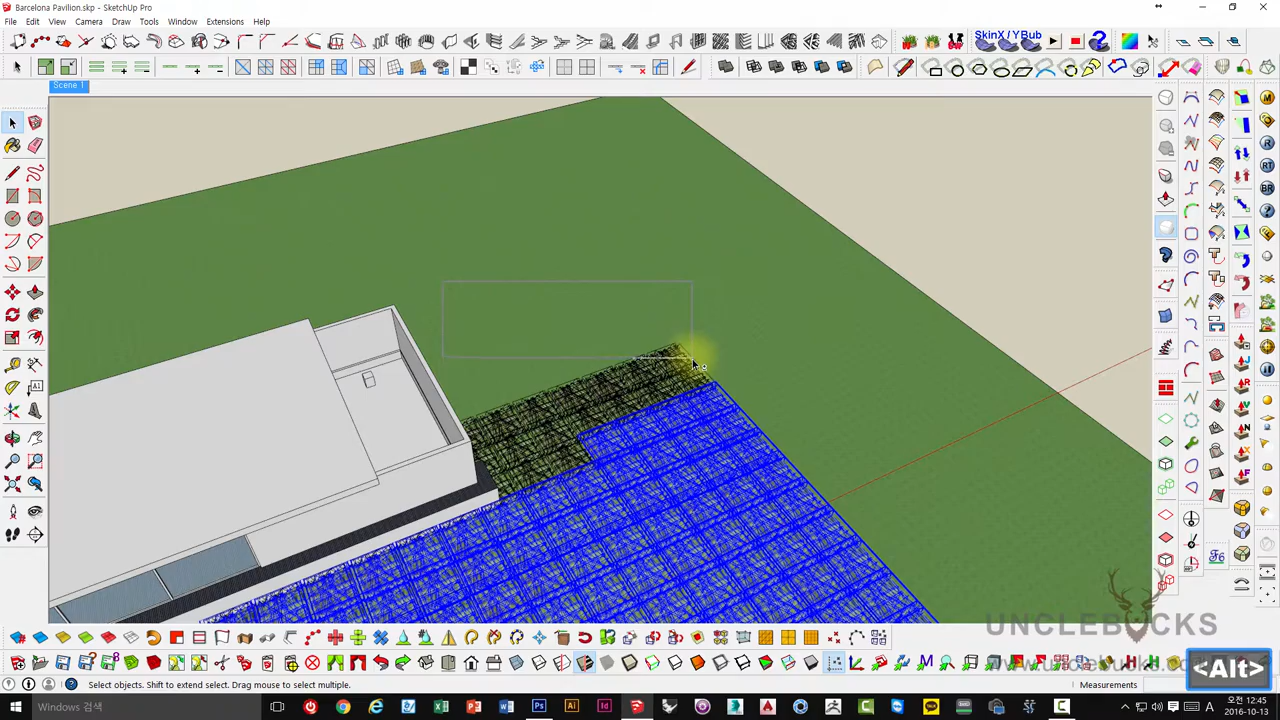 Barcelona Pavilion.skp - SketchUp Pro
File Edit View Camera Draw Tools Window Extensions Help
SkinX / YBub
Scene 1
UNCLEBUCKS
<Alt>
Select objects. Shift to extend select. Drag mouse to select multiple.
Measurements
Windows 검색
A 오전 12:45
2016-10-13